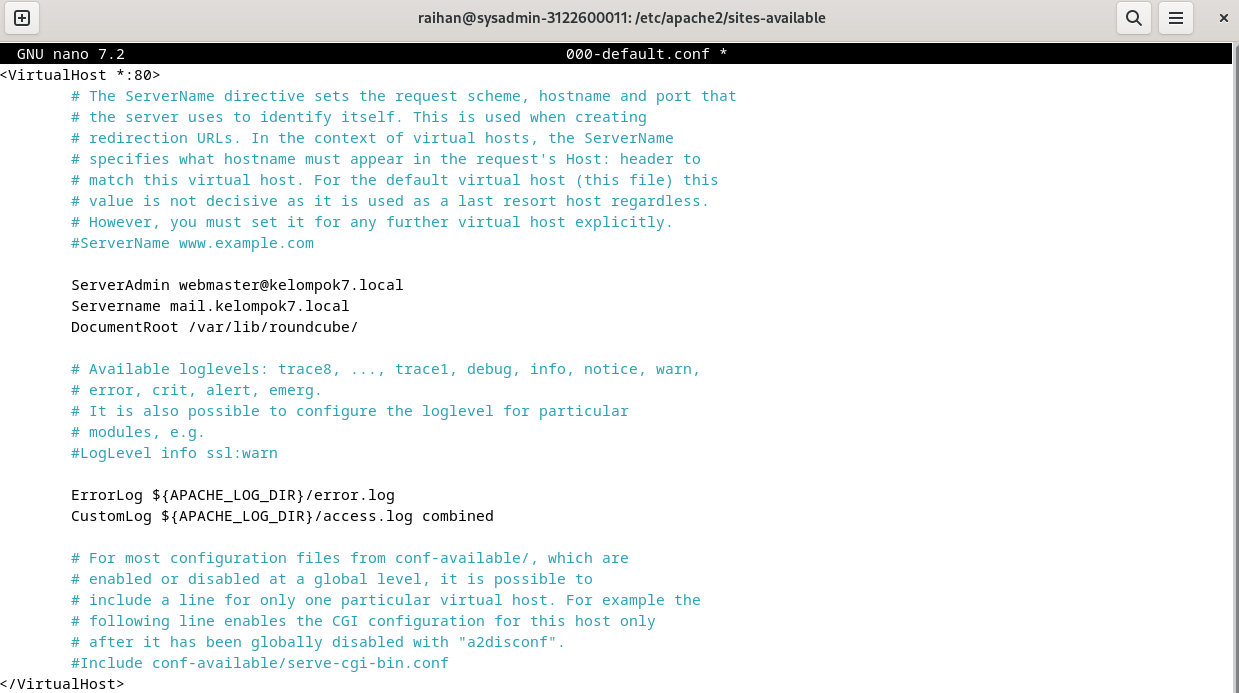 raihan@sysadmin-3122600011: /etc/apache2/sites-available
GNU nano 7.2 000-default.conf *
<VirtualHost *:80>
# The ServerName directive sets the request scheme, hostname and port that
# the server uses to identify itself. This is used when creating
# redirection URLs. In the context of virtual hosts, the ServerName
# specifies what hostname must appear in the request's Host: header to
# match this virtual host. For the default virtual host (this file) this
# value is not decisive as it is used as a last resort host regardless.
# However, you must set it for any further virtual host explicitly.
#ServerName www.example.com
ServerAdmin webmaster@kelompok7.local
Servername mail.kelompok7.local
DocumentRoot /var/lib/roundcube/
# Available loglevels: trace8, ..., trace1, debug, info, notice, warn,
# error, crit, alert, emerg.
# It is also possible to configure the loglevel for particular
# modules, e.g.
#LogLevel info ssl:warn
ErrorLog ${APACHE_LOG_DIR}/error.log
CustomLog ${APACHE_LOG_DIR}/access.log combined
# For most configuration files from conf-available/, which are
# enabled or disabled at a global level, it is possible to
# include a line for only one particular virtual host. For example the
# following line enables the CGI configuration for this host only
# after it has been globally disabled with "a2disconf".
#Include conf-available/serve-cgi-bin.conf
</VirtualHost>